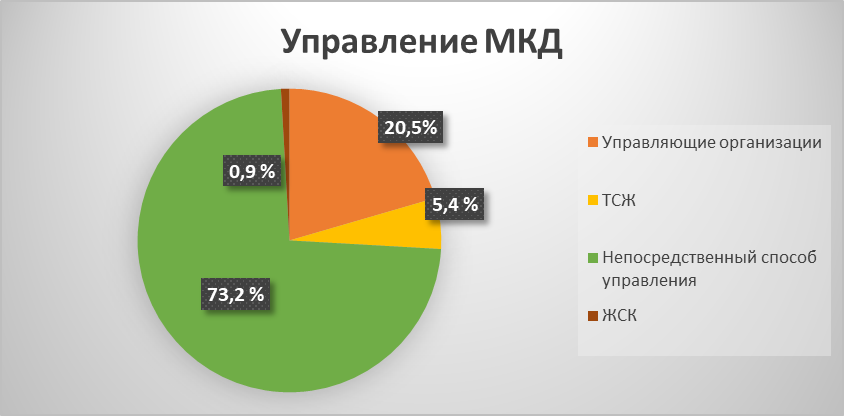 Управление МКД
20,5%
5,4 %
0,9 %
73,2 %
Управляющие организации
ТСЖ
Непосредственный способ
управления
ЖСК